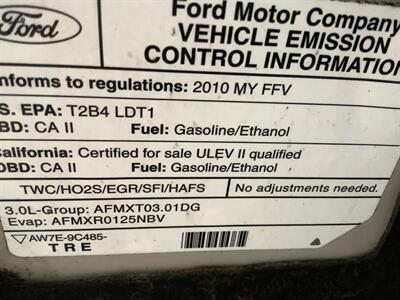 Ford
Ford Motor Company
VEHICLE EMISSION
CONTROL INFORMATION
nforms to regulations: 2010 MY FFV
S. EPA: T2B4 LDT1
BD: CA II Fuel: Gasoline/Ethanol
California: Certified for sale ULEV II qualified
OBD: CA II Fuel: Gasoline/Ethanol
TWC/HO2S/EGR/SFI/HAFS No adjustments needed.
3.0L-Group: AFMXT03.01DG
Evap: AFMXR0125NBV
AW7E-9C485-
TRE